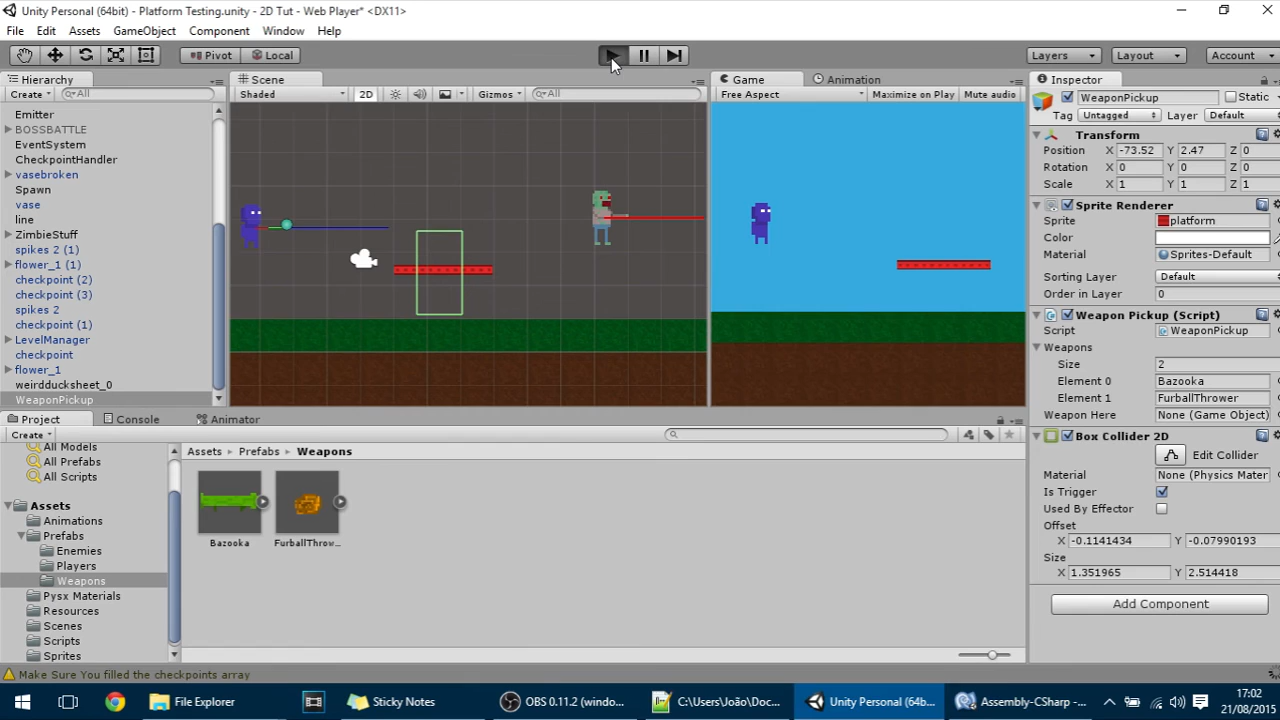 Unity Personal (64bit) - Platform Testing.unity - 2D Tut - Web Player* <DX11>
File Edit Assets GameObject Component Window Help
Pivot Local Layers Layout Account
Hierarchy
Create All
Emitter
BOSSBATTLE
EventSystem
CheckpointHandler
vasebroken
Spawn
vase
line
ZimbieStuff
spikes 2 (1)
flower_1 (1)
checkpoint (2)
checkpoint (3)
spikes 2
checkpoint (1)
LevelManager
checkpoint
flower_1
weirdducksheet_0
WeaponPickup
Scene
Shaded 2D Gizmos All
Game Animation
Free Aspect Maximize on Play Mute audio
Inspector
WeaponPickup Static
Tag Untagged Layer Default
Transform
Position X -73.52 Y 2.47 Z 0
Rotation X 0 Y 0 Z 0
Scale X 1 Y 1 Z 1
Sprite Renderer
Sprite platform
Color
Material Sprites-Default
Sorting Layer Default
Order in Layer 0
Weapon Pickup (Script)
Script WeaponPickup
Weapons
Size 2
Element 0 Bazooka
Element 1 FurballThrower
Weapon Here None (Game Object)
Box Collider 2D
Edit Collider
Material None (Physics Mater
Is Trigger
Used By Effector
Offset
X -0.1141434 Y -0.07990193
Size
X 1.351965 Y 2.514418
Add Component
Project Console Animator
Create
All Models
All Prefabs
All Scripts
Assets
Animations
Prefabs
Enemies
Players
Weapons
Pysx Materials
Resources
Scenes
Scripts
Sprites
Assets Prefabs Weapons
Bazooka FurballThrow...
Make Sure You filled the checkpoints array
File Explorer Sticky Notes OBS 0.11.2 (windo... C:\Users\João\Doc... Unity Personal (64b... Assembly-CSharp - ...
17:02
21/08/2015